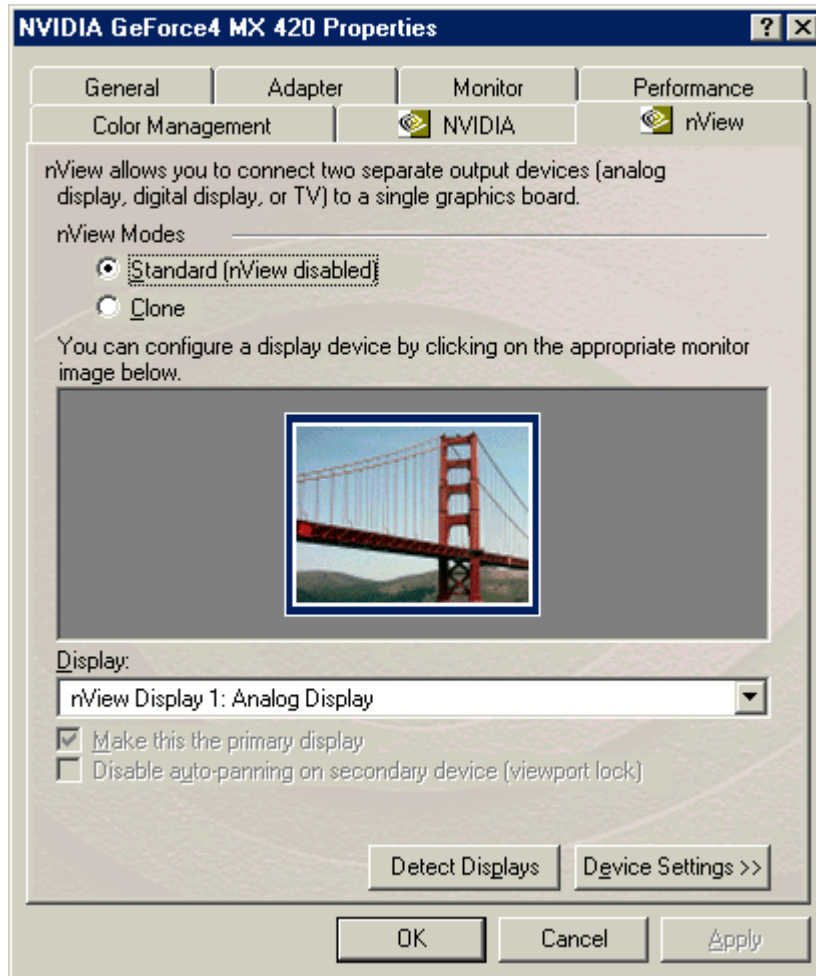 NVIDIA GeForce4 MX 420 Properties
General Adapter Monitor Performance
Color Management NVIDIA nView
nView allows you to connect two separate output devices (analog
display, digital display, or TV) to a single graphics board.
nView Modes
Standard (nView disabled)
Clone
You can configure a display device by clicking on the appropriate monitor
image below.
Display:
nView Display 1: Analog Display
Make this the primary display
Disable auto-panning on secondary device (viewport lock)
Detect Displays Device Settings >>
OK Cancel Apply